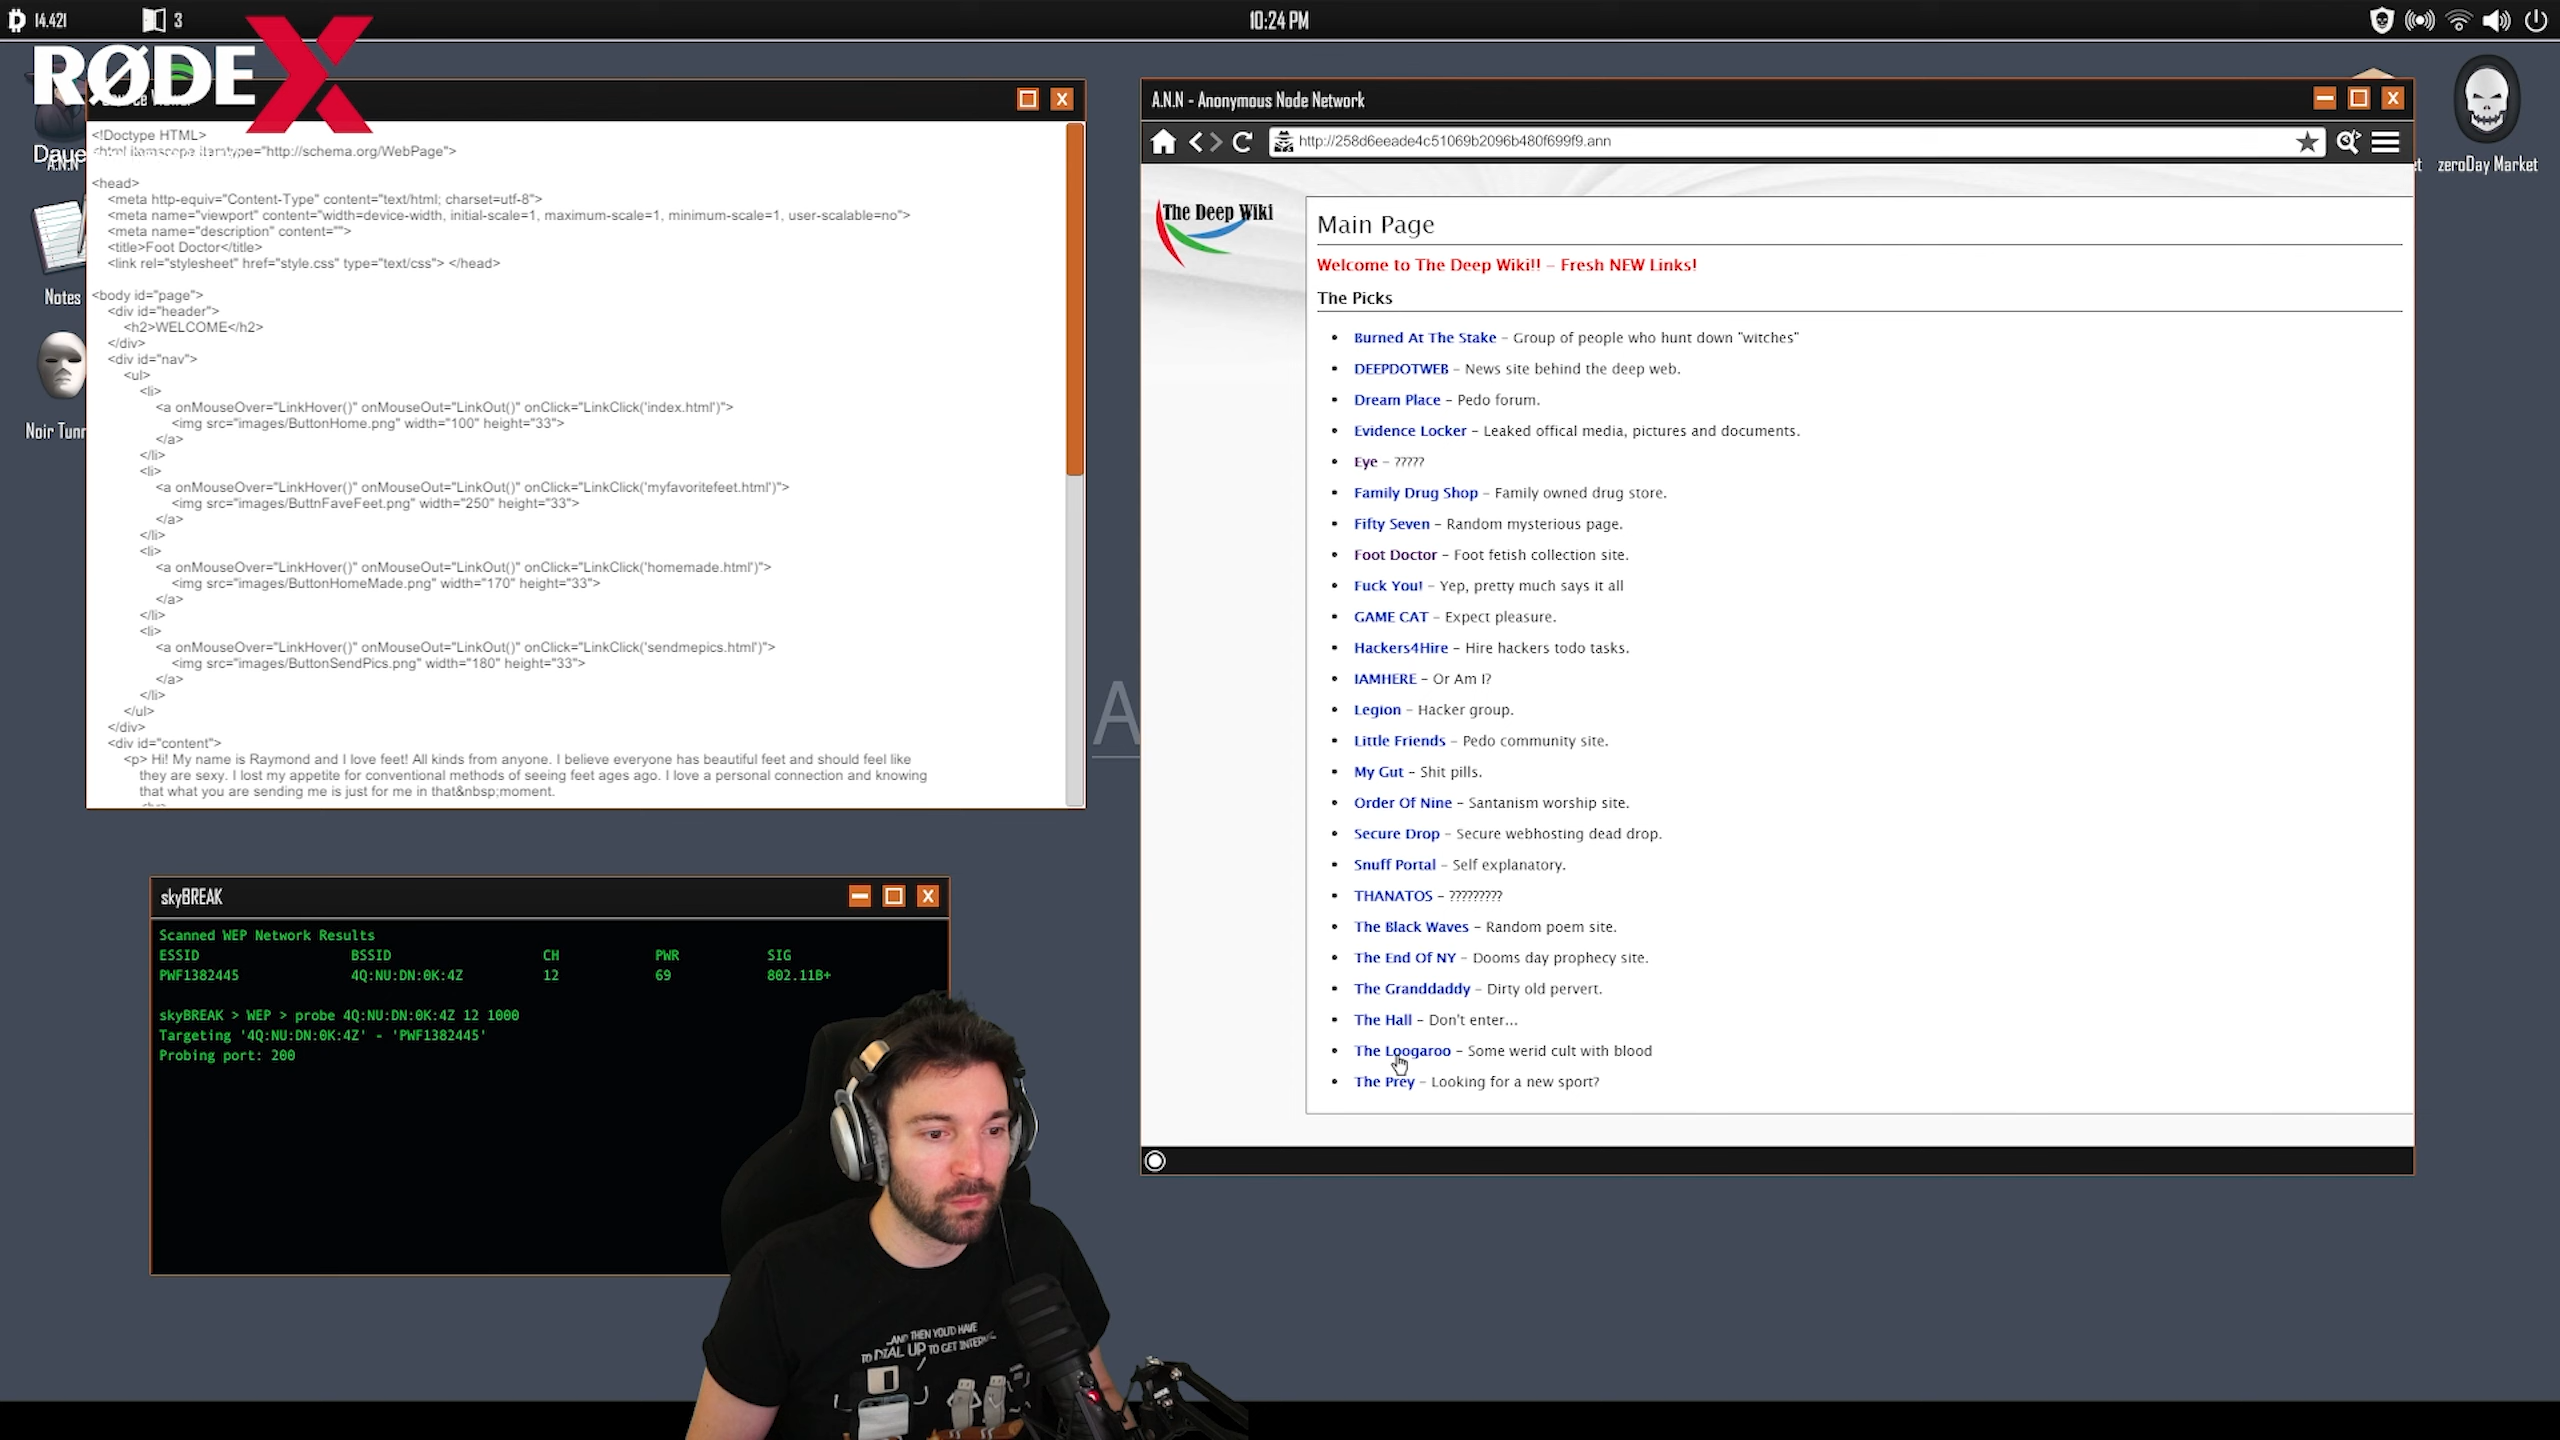 14.421
3
10:24 PM
RØDE X
Daue
A.N.N
Notes
Noir Tunn
zeroDay Market
<!Doctype HTML>
<html itemscope itemtype="http://schema.org/WebPage">
<head>
<meta http-equiv="Content-Type" content="text/html; charset=utf-8">
<meta name="viewport" content="width=device-width, initial-scale=1, maximum-scale=1, minimum-scale=1, user-scalable=no">
<meta name="description" content="">
<title>Foot Doctor</title>
<link rel="stylesheet" href="style.css" type="text/css"> </head>
<body id="page">
<div id="header">
<h2>WELCOME</h2>
</div>
<div id="nav">
<ul>
<li>
<a onMouseOver="LinkHover()" onMouseOut="LinkOut()" onClick="LinkClick('index.html')">
<img src="images/ButtonHome.png" width="100" height="33">
</a>
</li>
<li>
<a onMouseOver="LinkHover()" onMouseOut="LinkOut()" onClick="LinkClick('myfavoritefeet.html')">
<img src="images/ButtnFaveFeet.png" width="250" height="33">
</a>
</li>
<li>
<a onMouseOver="LinkHover()" onMouseOut="LinkOut()" onClick="LinkClick('homemade.html')">
<img src="images/ButtonHomeMade.png" width="170" height="33">
</a>
</li>
<li>
<a onMouseOver="LinkHover()" onMouseOut="LinkOut()" onClick="LinkClick('sendmepics.html')">
<img src="images/ButtonSendPics.png" width="180" height="33">
</a>
</li>
</ul>
</div>
<div id="content">
<p> Hi! My name is Raymond and I love feet! All kinds from anyone. I believe everyone has beautiful feet and should feel like
they are sexy. I lost my appetite for conventional methods of seeing feet ages ago. I love a personal connection and knowing
that what you are sending me is just for me in that&nbsp;moment.
A
skyBREAK
Scanned WEP Network Results
ESSID BSSID CH PWR SIG
PWF1382445 4Q:NU:DN:0K:4Z 12 69 802.11B+
skyBREAK > WEP > probe 4Q:NU:DN:0K:4Z 12 1000
Targeting '4Q:NU:DN:0K:4Z' - 'PWF1382445'
Probing port: 200
A.N.N - Anonymous Node Network
http://258d6eeade4c51069b2096b480f699f9.ann
The Deep Wiki
Main Page
Welcome to The Deep Wiki!! – Fresh NEW Links!
The Picks
Burned At The Stake – Group of people who hunt down "witches"
DEEPDOTWEB – News site behind the deep web.
Dream Place – Pedo forum.
Evidence Locker – Leaked offical media, pictures and documents.
Eye – ?????
Family Drug Shop – Family owned drug store.
Fifty Seven – Random mysterious page.
Foot Doctor – Foot fetish collection site.
Fuck You! – Yep, pretty much says it all
GAME CAT – Expect pleasure.
Hackers4Hire – Hire hackers todo tasks.
IAMHERE – Or Am I?
Legion – Hacker group.
Little Friends – Pedo community site.
My Gut – Shit pills.
Order Of Nine – Santanism worship site.
Secure Drop – Secure webhosting dead drop.
Snuff Portal – Self explanatory.
THANATOS – ?????????
The Black Waves – Random poem site.
The End Of NY – Dooms day prophecy site.
The Granddaddy – Dirty old pervert.
The Hall – Don't enter...
The Loogaroo – Some werid cult with blood
The Prey – Looking for a new sport?
...AND THEN YOU'D HAVE
TO DIAL UP TO GET